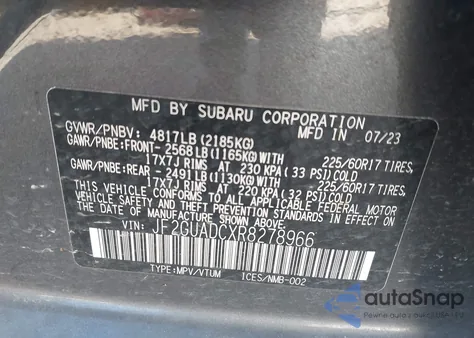 MFD BY SUBARU CORPORATION
GVWR/PNBV: 4817LB(2185KG) MFD IN 07/23
GAWR/PNBE:FRONT- 2568LB(1165KG)WITH 225/60R17 TIRES,
17X7J RIMS AT 230 KPA(33 PSI)COLD
GAWR/PNBE:REAR - 2491LB(1130KG)WITH 225/60R17 TIRES,
17X7J RIMS AT 220 KPA(32 PSI)COLD
THIS VEHICLE CONFORMS TO ALL APPLICABLE FEDERAL MOTOR
VEHICLE SAFETY AND THEFT PREVENTION STANDARDS IN EFFECT
ON THE DATE OF MANUFACTURE SHOWN ABOVE.
VIN: JF2GUADCXR8278966
TYPE:MPV/VTUM ICES/NMB-002
autoSnap
Pewne auto z USA